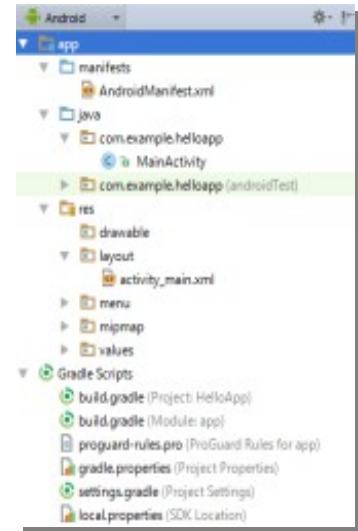 Android
app
manifests
AndroidManifest.xml
java
com.example.helloapp
MainActivity
com.example.helloapp (androidTest)
res
drawable
layout
activity_main.xml
menu
mipmap
values
Gradle Scripts
build.gradle (Project: HelloApp)
build.gradle (Module: app)
proguard-rules.pro (ProGuard Rules for app)
gradle.properties (Project Properties)
settings.gradle (Project Settings)
local.properties (SDK Location)